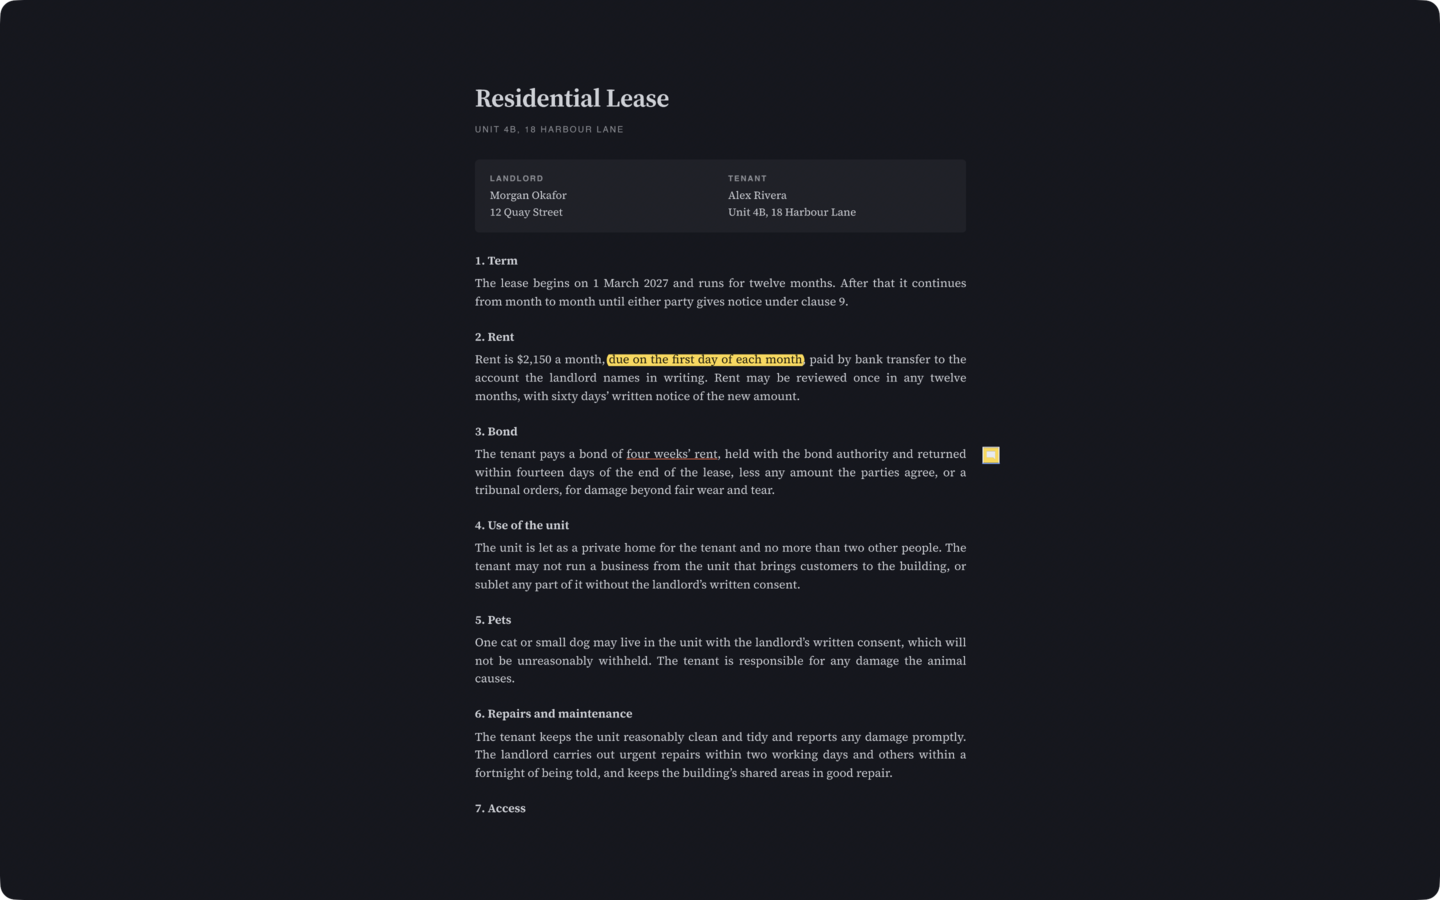 Residential Lease
UNIT 4B, 18 HARBOUR LANE
LANDLORD
Morgan Okafor
12 Quay Street
TENANT
Alex Rivera
Unit 4B, 18 Harbour Lane
1. Term
The lease begins on 1 March 2027 and runs for twelve months. After that it continues
from month to month until either party gives notice under clause 9.
2. Rent
Rent is $2,150 a month, due on the first day of each month, paid by bank transfer to the
account the landlord names in writing. Rent may be reviewed once in any twelve
months, with sixty days’ written notice of the new amount.
3. Bond
The tenant pays a bond of four weeks’ rent, held with the bond authority and returned
within fourteen days of the end of the lease, less any amount the parties agree, or a
tribunal orders, for damage beyond fair wear and tear.
4. Use of the unit
The unit is let as a private home for the tenant and no more than two other people. The
tenant may not run a business from the unit that brings customers to the building, or
sublet any part of it without the landlord’s written consent.
5. Pets
One cat or small dog may live in the unit with the landlord’s written consent, which will
not be unreasonably withheld. The tenant is responsible for any damage the animal
causes.
6. Repairs and maintenance
The tenant keeps the unit reasonably clean and tidy and reports any damage promptly.
The landlord carries out urgent repairs within two working days and others within a
fortnight of being told, and keeps the building’s shared areas in good repair.
7. Access